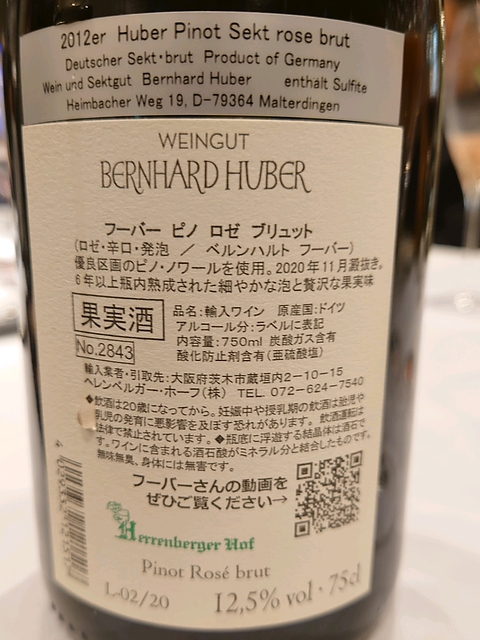 2012er Huber Pinot Sekt rose brut
Deutscher Sekt・brut Product of Germany
Wein und Sektgut Bernhard Huber enthält Sulfite
Heimbacher Weg 19, D-79364 Malterdingen
WEINGUT
BERNHARD HUBER
フーバー ピノ ロゼ ブリュット
(ロゼ・辛口・発泡 / ベルンハルト フーバー)
優良区画のピノ・ノワールを使用。2020年11月澱抜き。
6年以上瓶内熟成された細やかな泡と贅沢な果実味
果実酒
No.2843
品名:輸入ワイン 原産国:ドイツ
アルコール分:ラベルに表記
内容量:750ml 炭酸ガス含有
酸化防止剤含有(亜硫酸塩)
輸入業者・引取先:大阪府茨木市蔵垣内2-10-15
ヘレンベルガー・ホーフ(株) TEL 072-624-7540
◆飲酒は20歳になってから。妊娠中や授乳期の飲酒は胎児や
乳児の発育に悪影響を及ぼす恐れがあります。飲酒運転は
法律で禁止されています。◆瓶底に浮遊する結晶体は酒石で
す。ワインに含まれる酒石酸がミネラル分と結合したものです。
無味無臭、身体には無害です。
フーバーさんの動画を
ぜひご覧ください→
Herrenberger Hof
Pinot Rosé brut
L-02/20
12,5% vol・75cl